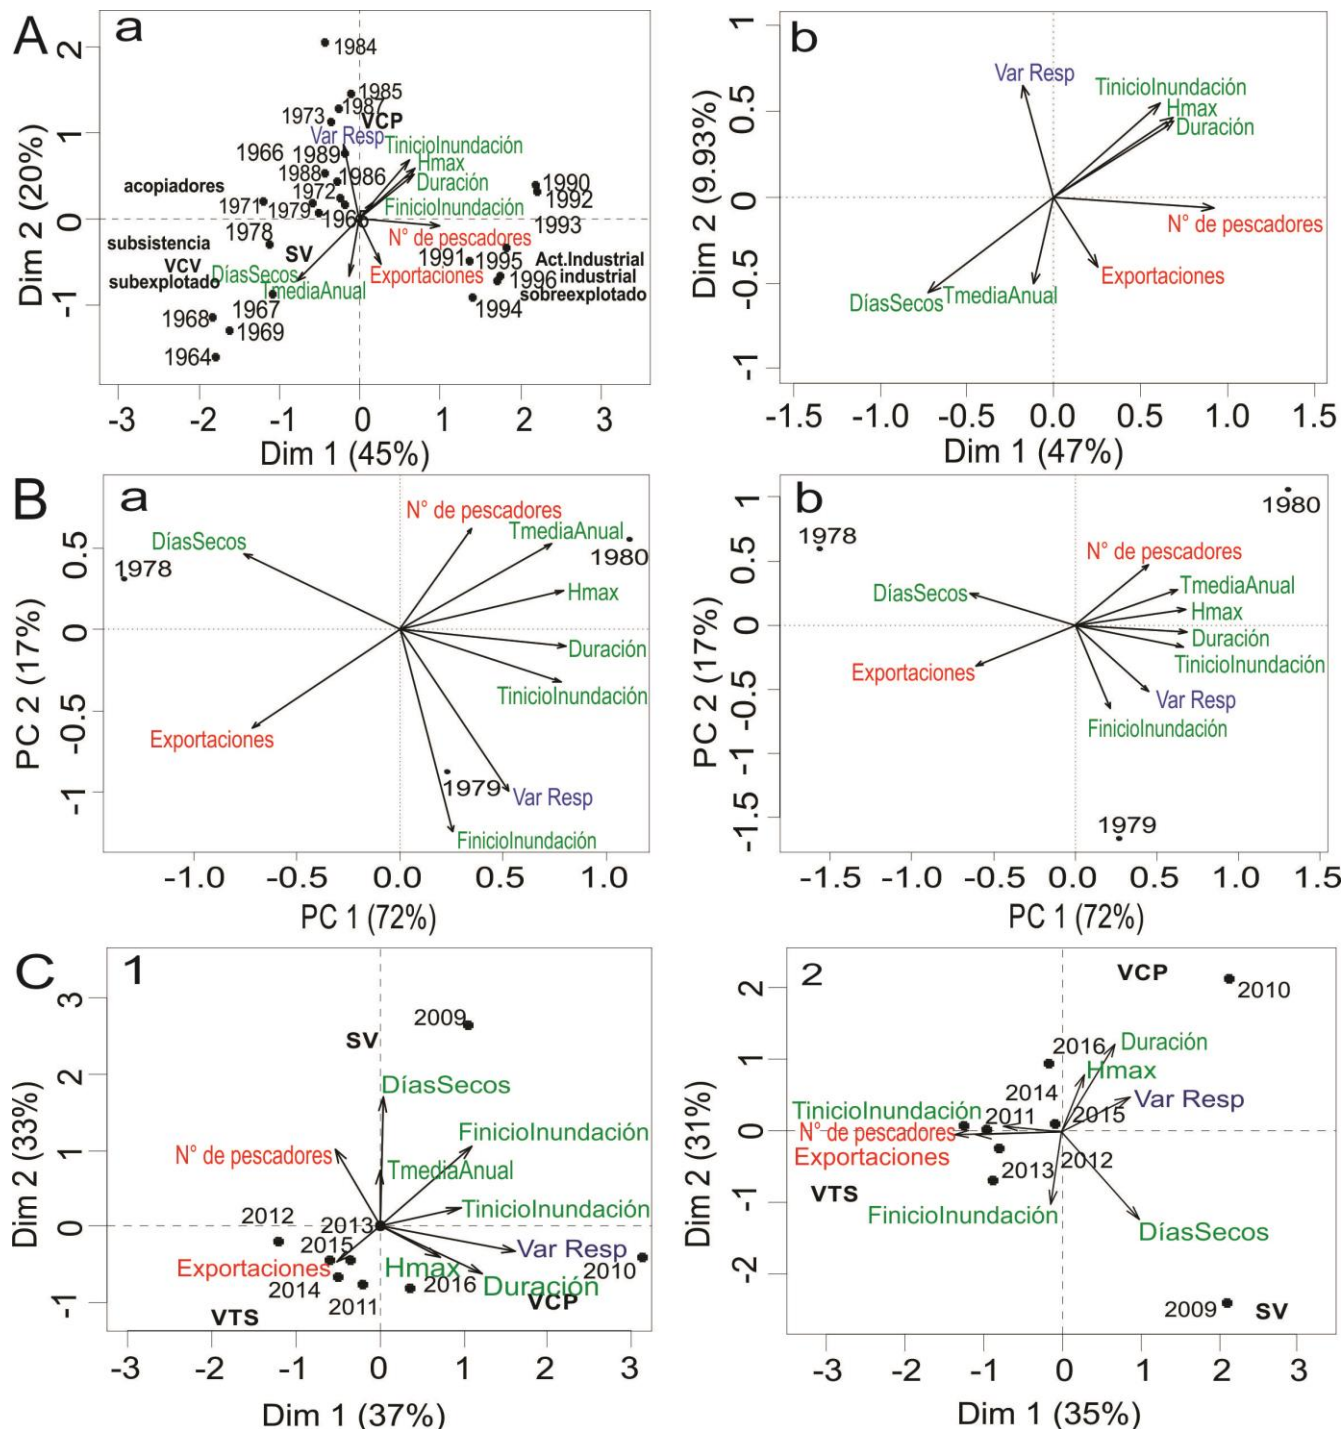 A
a
1984
1985
1987
1973
VCP
Var Resp
TinicioInundación
1966
1989
Hmax
1988
1986
Duración
1990
acopiadores
1972
1992
1971
1979
1965
FinicioInundación
1993
1978
N° de pescadores
subsistencia
SV
1991
1995
Act.Industrial
VCV
DíasSecos
Exportaciones
1996
industrial
subexplotado
TmediaAnual
sobreexplotado
1967
1994
1968
1969
1964
2
1
0
-1
Dim 2 (20%)
-3 -2 -1 0 1 2 3
Dim 1 (45%)
b
Var Resp
TinicioInundación
Hmax
Duración
N° de pescadores
Exportaciones
DíasSecos
TmediaAnual
1
0.5
0
-0.5
-1
Dim 2 (9.93%)
-1.5 -1.0 -0.5 0.0 0.5 1.0 1.5
Dim 1 (47%)
B
a
N° de pescadores
TmediaAnual
DíasSecos
1980
1978
Hmax
Duración
TinicioInundación
Exportaciones
1979
Var Resp
FinicioInundación
0.5
0
-0.5
-1
PC 2 (17%)
-1.0 -0.5 0.0 0.5 1.0
PC 1 (72%)
b
1980
1978
N° de pescadores
DíasSecos
TmediaAnual
Hmax
Duración
TinicioInundación
Exportaciones
Var Resp
FinicioInundación
1979
1
0.5
0
-0.5
-1
-1.5
PC 2 (17%)
-1.5 -1.0 -0.5 0.0 0.5 1.0 1.5
PC 1 (72%)
C
1
2009
SV
DíasSecos
FinicioInundación
N° de pescadores
TmediaAnual
TinicioInundación
2012
2013
2015
Var Resp
Exportaciones
Hmax
2010
2014
2016
Duración
2011
VTS
VCP
3
2
1
0
-1
Dim 2 (33%)
-3 -2 -1 0 1 2 3
Dim 1 (37%)
2
VCP
2010
2016
Duración
Hmax
2014
Var Resp
TinicioInundación
2011
2015
N° de pescadores
Exportaciones
2013
2012
VTS
FinicioInundación
DíasSecos
2009
SV
2
1
0
-1
-2
Dim 2 (31%)
-3 -2 -1 0 1 2 3
Dim 1 (35%)